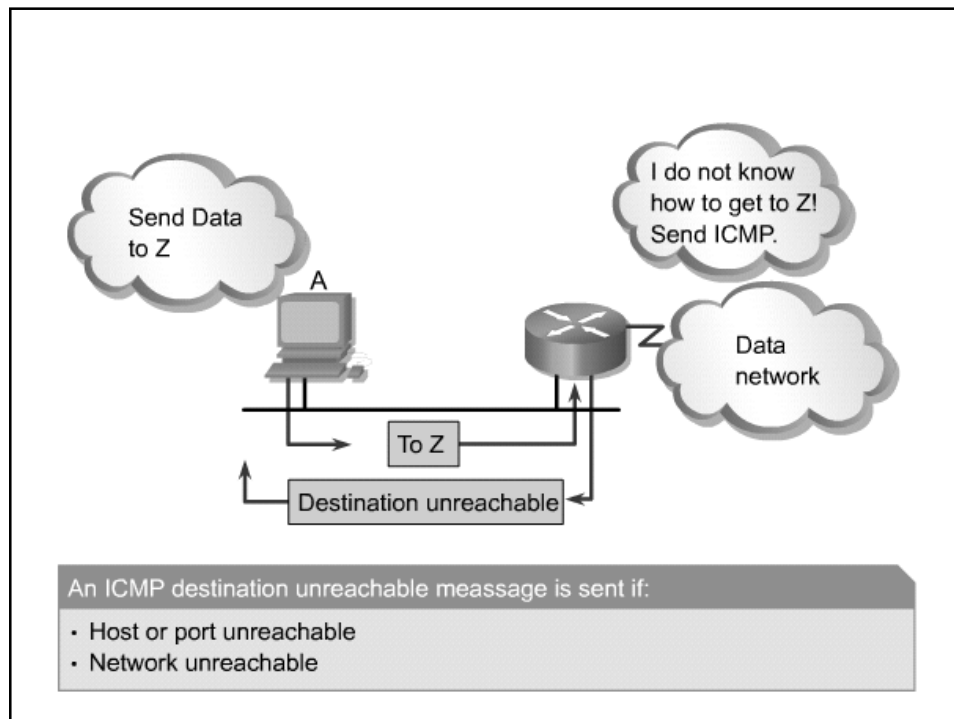 Send Data
to Z
I do not know
how to get to Z!
Send ICMP.
A
Data
network
To Z
Destination unreachable
An ICMP destination unreachable meassage is sent if:
· Host or port unreachable
· Network unreachable